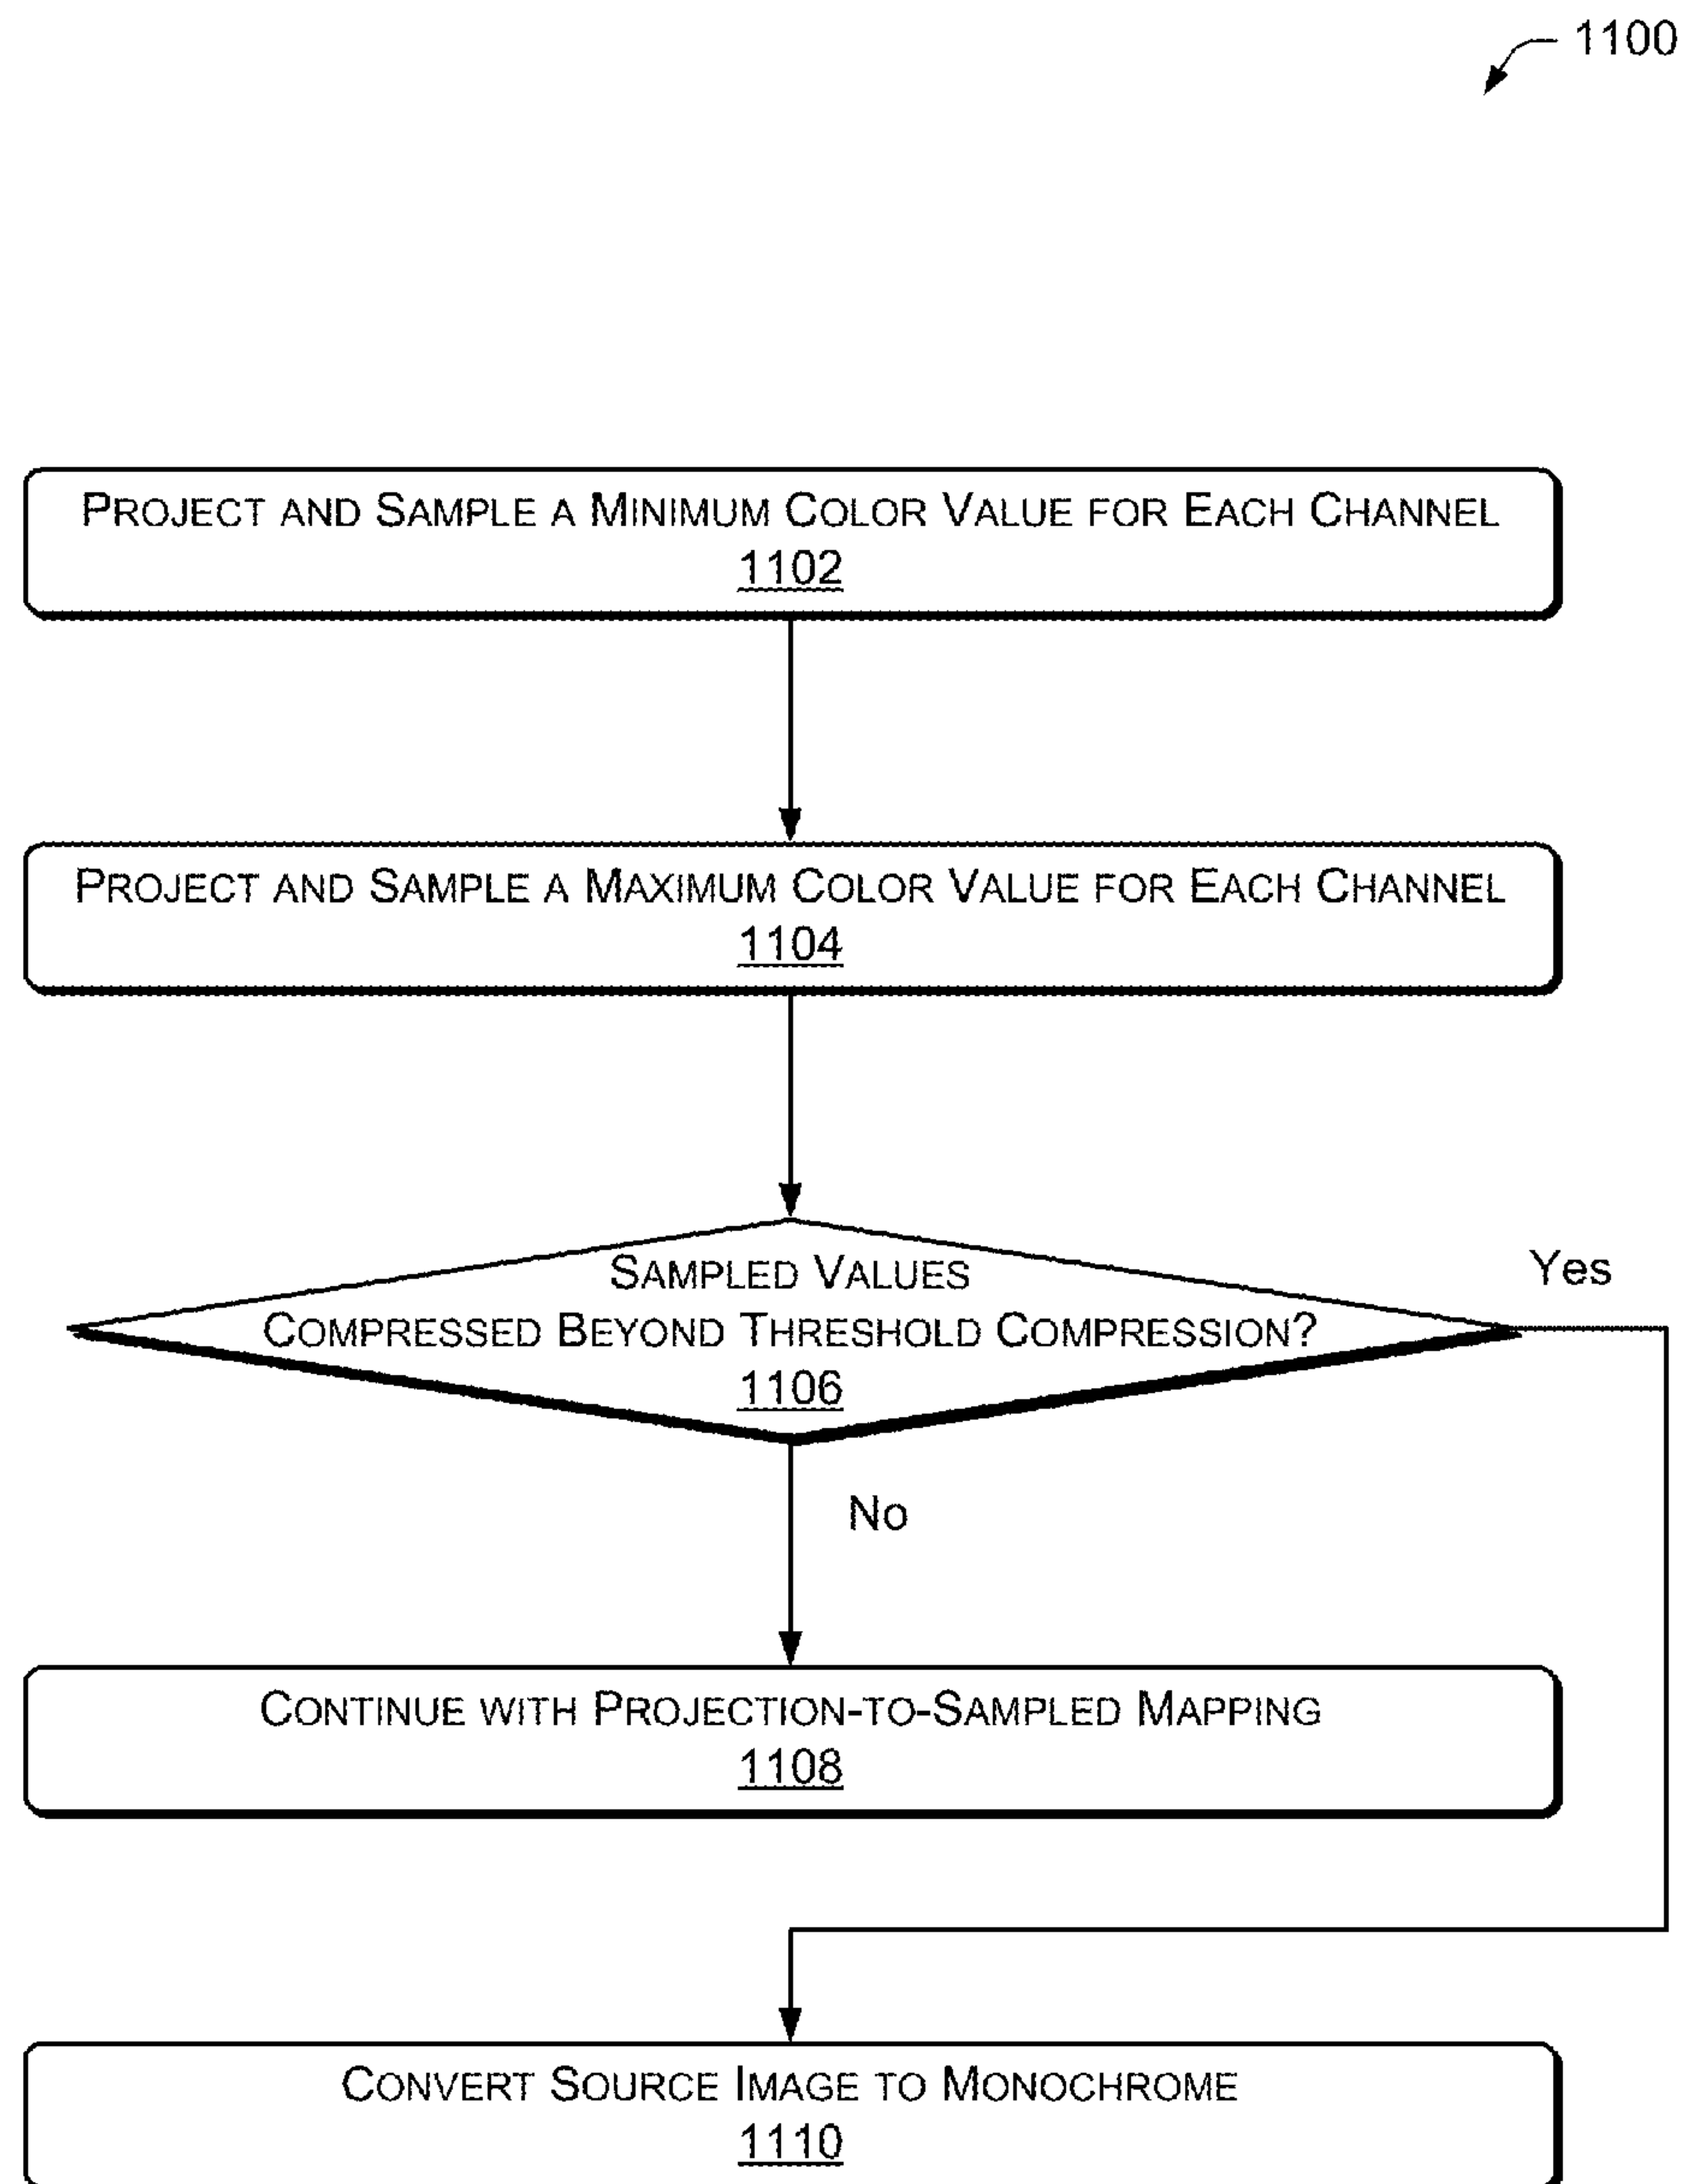 1100
PROJECT AND SAMPLE A MINIMUM COLOR VALUE FOR EACH CHANNEL
1102
PROJECT AND SAMPLE A MAXIMUM COLOR VALUE FOR EACH CHANNEL
1104
SAMPLED VALUES
COMPRESSED BEYOND THRESHOLD COMPRESSION?
1106
Yes
No
CONTINUE WITH PROJECTION-TO-SAMPLED MAPPING
1108
CONVERT SOURCE IMAGE TO MONOCHROME
1110